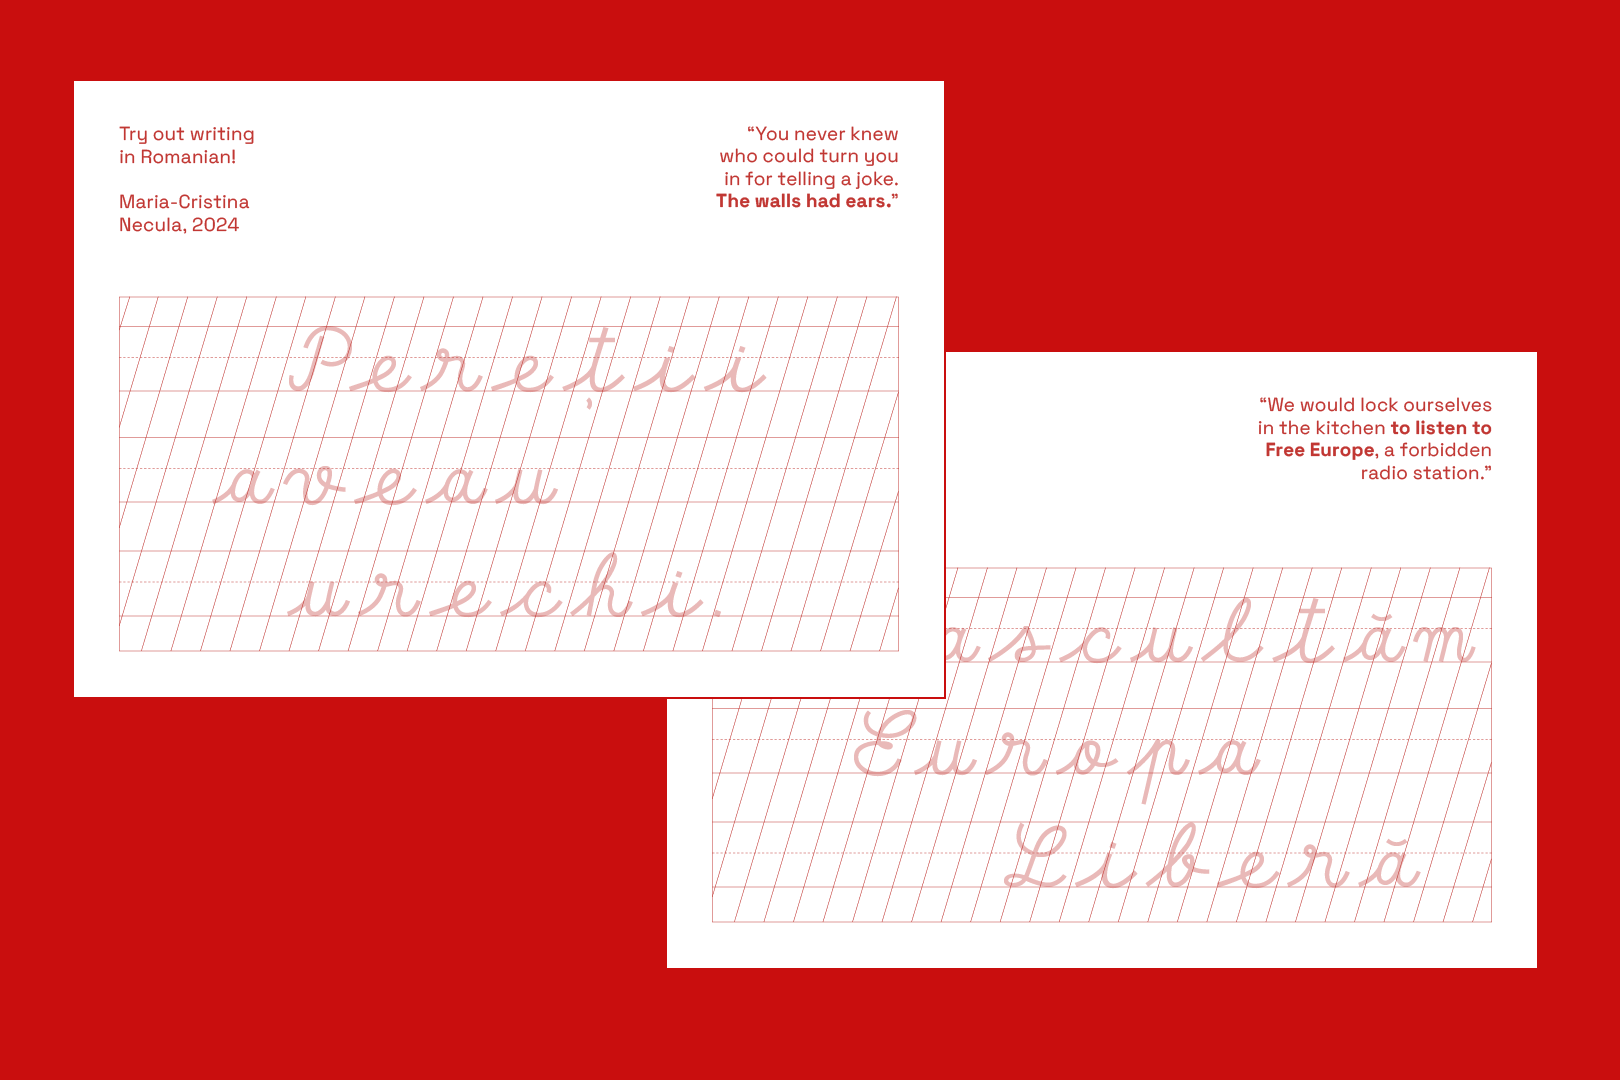 Try out writing
in Romanian!
Maria-Cristina
Necula, 2024
“You never knew
who could turn you
in for telling a joke.
The walls had ears.”
Pereții
aveau
urechi.
“We would lock ourselves
in the kitchen to listen to
Free Europe, a forbidden
radio station.”
ascultăm
Europa
Liberă